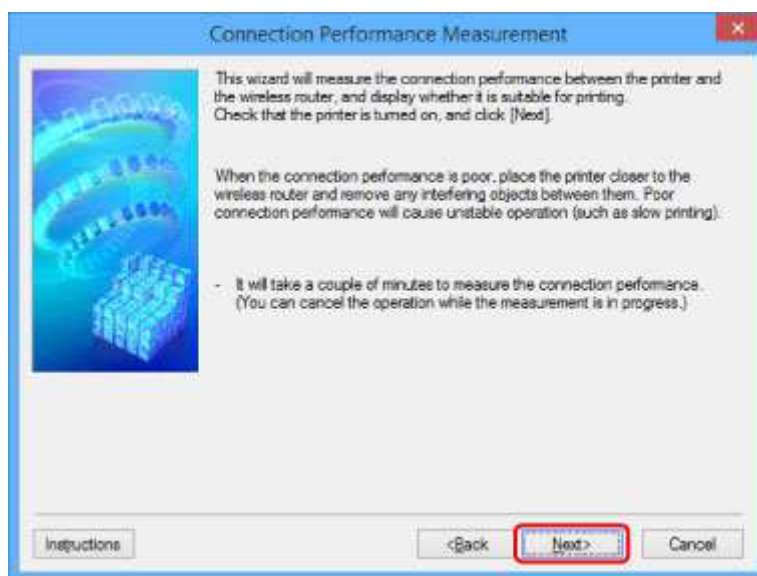 Connection Performance Measurement
This wizard will measure the connection performance between the printer and
the wireless router, and display whether it is suitable for printing.
Check that the printer is turned on, and click [Next].
When the connection performance is poor, place the printer closer to the
wireless router and remove any interfering objects between them. Poor
connection performance will cause unstable operation (such as slow printing).
- It will take a couple of minutes to measure the connection performance.
(You can cancel the operation while the measurement is in progress.)
Instructions <Back Next> Cancel